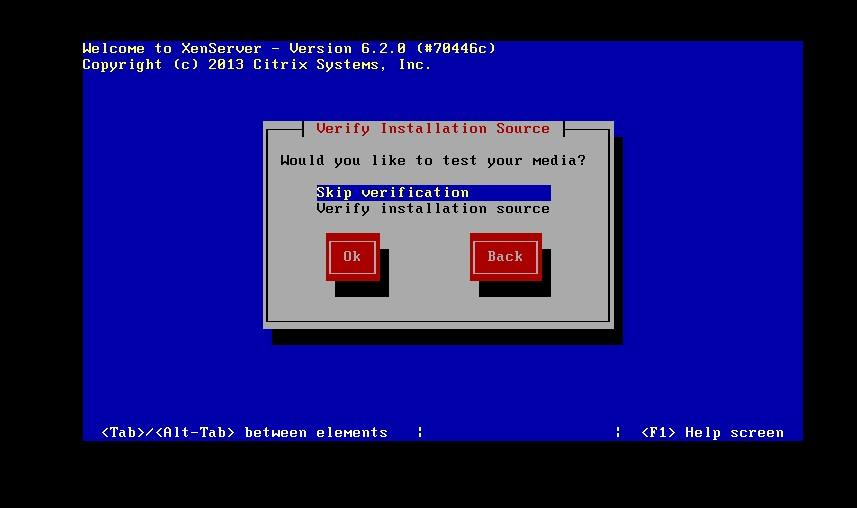 Welcome to XenServer - Version 6.2.0 (#70446c)
Copyright (c) 2013 Citrix Systems, Inc.
Verify Installation Source
Would you like to test your media?
Skip verification
Verify installation source
Ok Back
<Tab>/<Alt-Tab> between elements ¦ ¦ <F1> Help screen